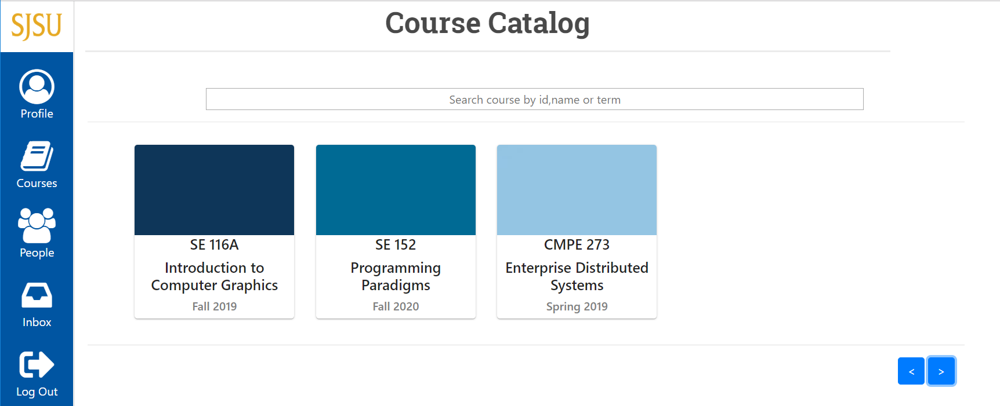 SJSU
Course Catalog
Profile
Courses
People
Inbox
Log Out
Search course by id,name or term
SE 116A
Introduction to
Computer Graphics
Fall 2019
SE 152
Programming
Paradigms
Fall 2020
CMPE 273
Enterprise Distributed
Systems
Spring 2019
< >